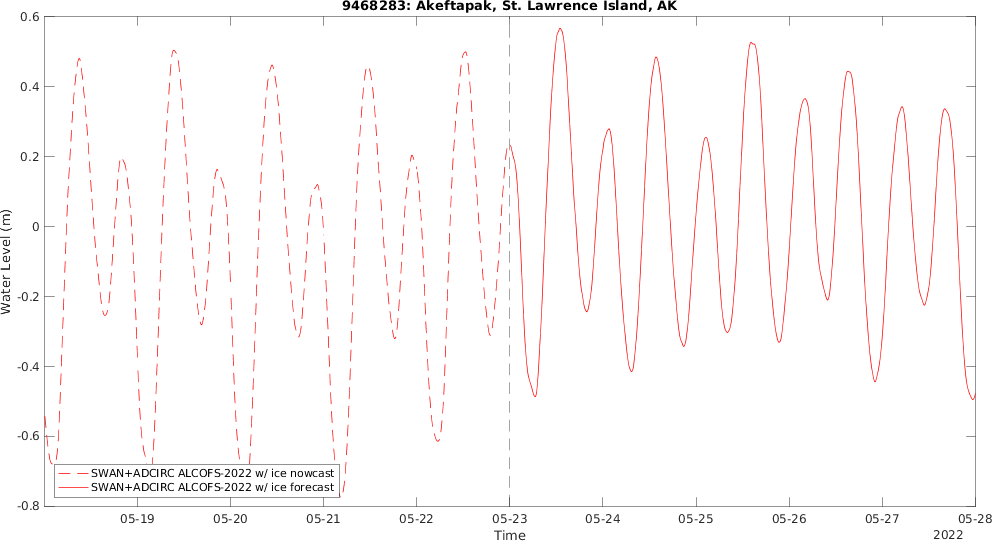 9468283: Akeftapak, St. Lawrence Island, AK
0.6
0.4
0.2
0
-0.2
-0.4
-0.6
-0.8
Water Level (m)
SWAN+ADCIRC ALCOFS-2022 w/ ice nowcast
SWAN+ADCIRC ALCOFS-2022 w/ ice forecast
05-19 05-20 05-21 05-22 05-23 05-24 05-25 05-26 05-27 05-28
Time
2022